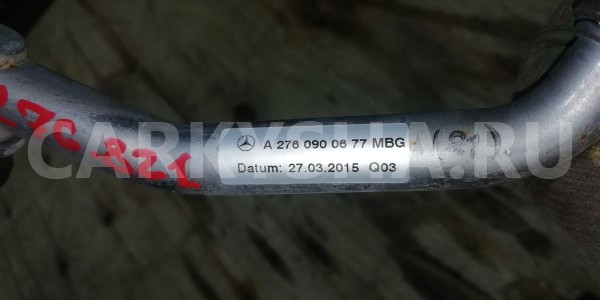 A 276 090 06 77 MBG
Datum: 27.03.2015 Q03
CARKYSHA.RU